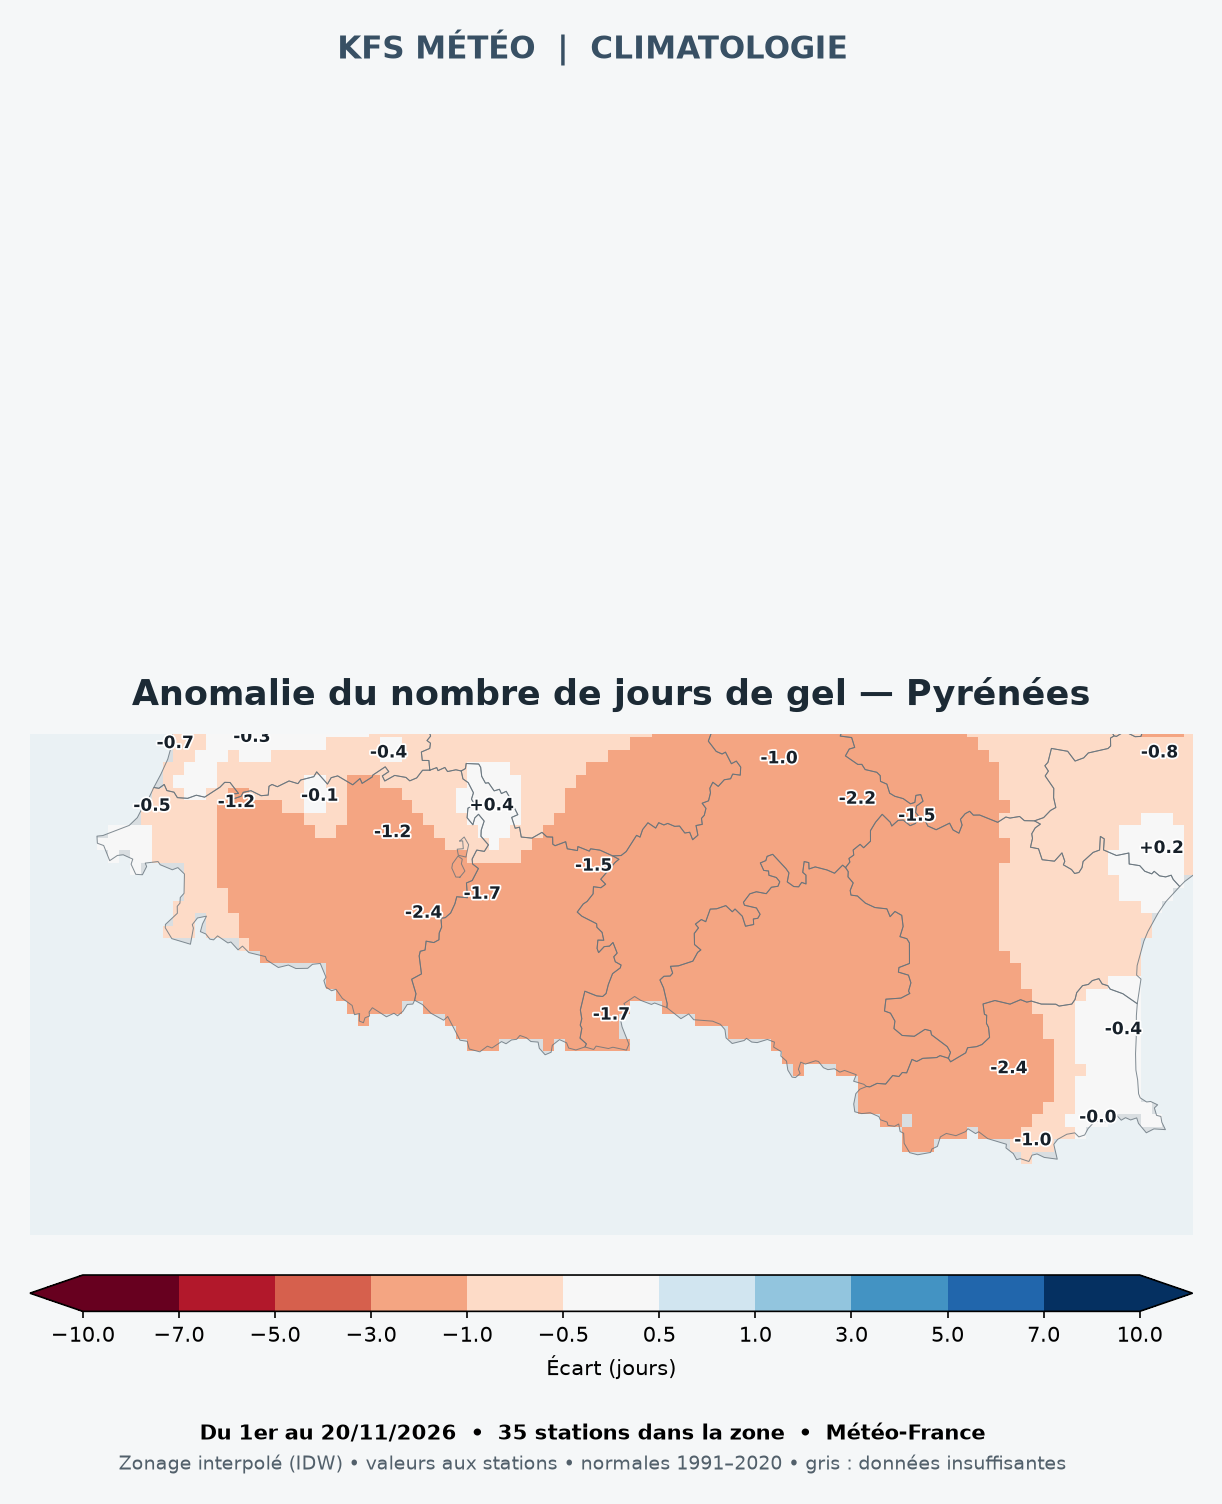 KFS MÉTÉO | CLIMATOLOGIE
Anomalie du nombre de jours de gel — Pyrénées
-0.7 -0.3 -0.4 -1.0 -0.8
-0.5 -1.2 -0.1 +0.4 -2.2 -1.5
-1.2 +0.2
-1.5
-1.7
-2.4
-1.7 -0.4
-2.4
-0.0
-1.0
−10.0 −7.0 −5.0 −3.0 −1.0 −0.5 0.5 1.0 3.0 5.0 7.0 10.0
Écart (jours)
Du 1er au 20/11/2026 • 35 stations dans la zone • Météo-France
Zonage interpolé (IDW) • valeurs aux stations • normales 1991–2020 • gris : données insuffisantes